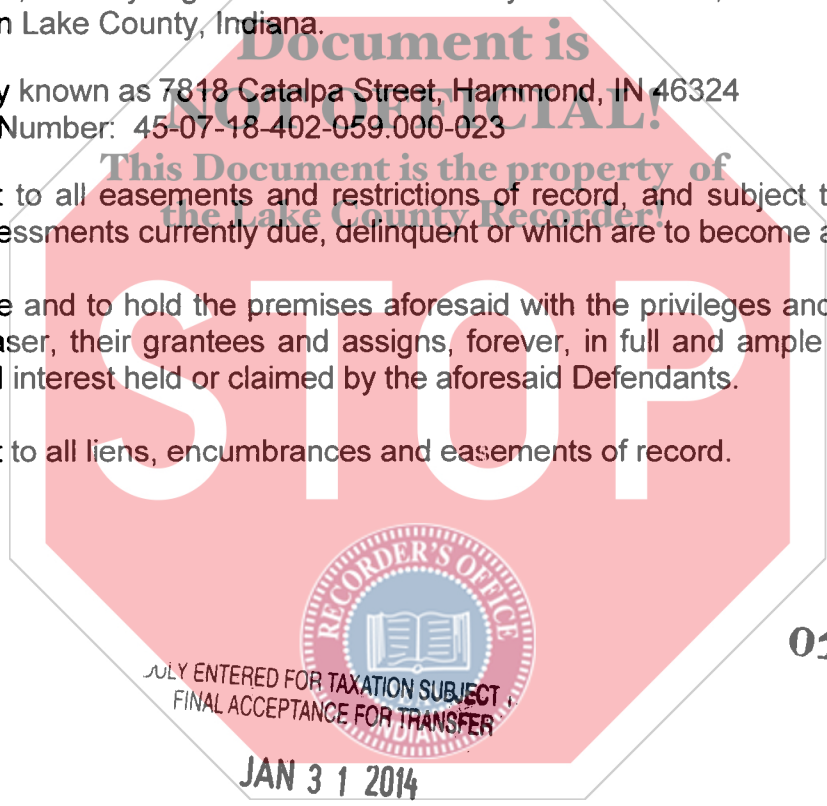 n Lake County, Indiana.
Document is
y known as 7818 Catalpa Street, Hammond, IN 46324
NOT OFFICIAL!
Number: 45-07-18-402-059.000-023
This Document is the property of
to all easements and restrictions of record, and subject t
the Lake County Recorder!
essments currently due, delinquent or which are to become a
e and to hold the premises aforesaid with the privileges and
aser, their grantees and assigns, forever, in full and ample
interest held or claimed by the aforesaid Defendants.
STOP
to all liens, encumbrances and easements of record.
RECORDER'S OFFICE
INDIANA
ULY ENTERED FOR TAXATION SUBJECT
FINAL ACCEPTANCE FOR TRANSFER
JAN 31 2014